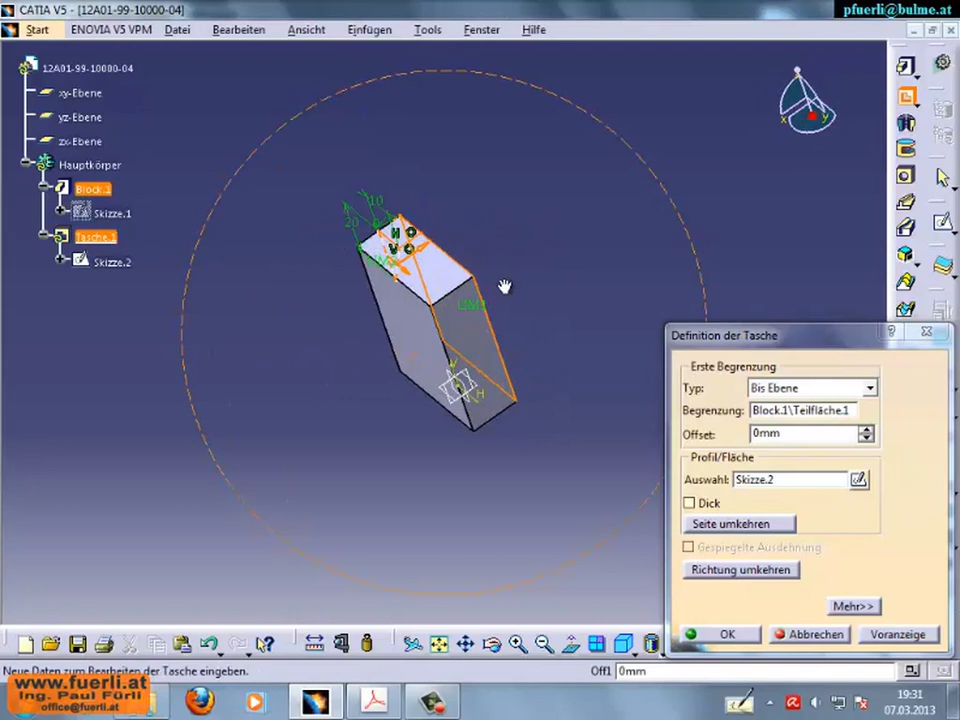 CATIA V5 - [12A01-99-10000-04]
pfuerli@bulme.at
Start ENOVIA V5 VPM Datei Bearbeiten Ansicht Einfügen Tools Fenster Hilfe
12A01-99-10000-04
xy-Ebene
yz-Ebene
zx-Ebene
Hauptkörper
Block.1
Skizze.1
Tasche.1
Skizze.2
10
20
H
V
LIM1
V
H
x
y
Definition der Tasche
Erste Begrenzung
Typ: Bis Ebene
Begrenzung: Block.1\Teilfläche.1
Offset: 0mm
Profil/Fläche
Auswahl: Skizze.2
Dick
Seite umkehren
Gespiegelte Ausdehnung
Richtung umkehren
Mehr>>
OK Abbrechen Voranzeige
Neue Daten zum Bearbeiten der Tasche eingeben.
Off1 0mm
www.fuerli.at
Ing. Paul Fürli
office@fuerli.at
19:31
07.03.2013